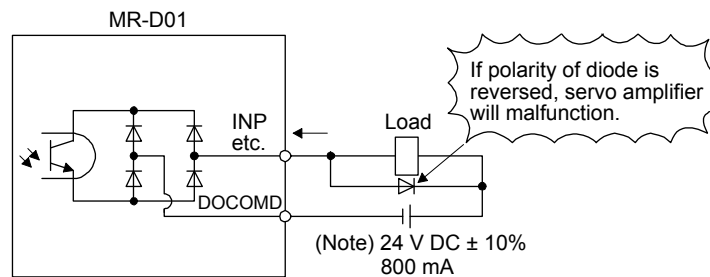 MR-D01
If polarity of diode is
reversed, servo amplifier
will malfunction.
INP
etc.
Load
DOCOMD
(Note) 24 V DC ± 10%
800 mA